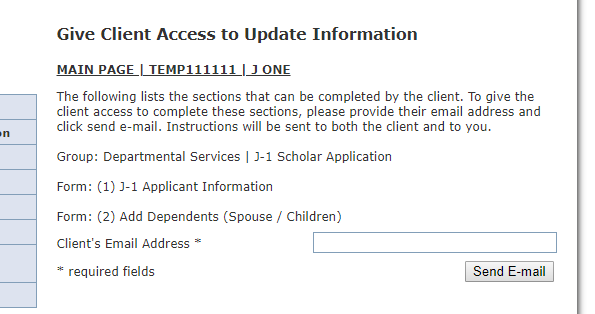 Give Client Access to Update Information
MAIN PAGE | TEMP111111 | J ONE
The following lists the sections that can be completed by the client. To give the
client access to complete these sections, please provide their email address and
click send e-mail. Instructions will be sent to both the client and to you.
Group: Departmental Services | J-1 Scholar Application
Form: (1) J-1 Applicant Information
Form: (2) Add Dependents (Spouse / Children)
Client's Email Address *
* required fields
Send E-mail